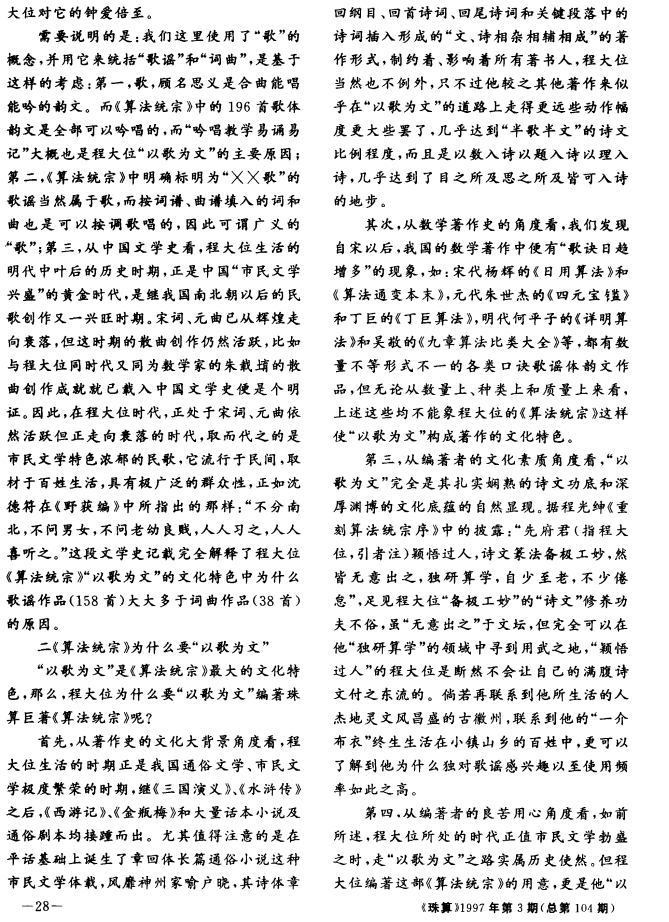 大位对它的钟爱倍至。
需要说明的是:我们这里使用了“歌”的
概念,并用它来统括“歌谣”和“词曲”,是基于
这样的考虑:第一,歌,顾名思义是合曲能唱
能吟的韵文。而《算法统宗》中的 196 首歌体
韵文是全部可以吟唱的,而“吟唱教学易诵易
记”大概也是程大位“以歌为文”的主要原因;
第二,《算法统宗》中明确标明为“××歌”的
歌谣当然属于歌,而按词谱、曲谱填入的词和
曲也是可以按调歌唱的,因此可谓广义的
“歌”;第三,从中国文学史看,程大位生活的
明代中叶后的历史时期,正是中国“市民文学
兴盛”的黄金时代,是继我国南北朝以后的民
歌创作又一兴旺时期。宋词、元曲已从辉煌走
向衰落,但这时期的散曲创作仍然活跃,比如
与程大位同时代又同为数学家的朱载堉的散
曲创作成就就已载入中国文学史便是个明
证。因此,在程大位时代,正处于宋词、元曲依
然活跃但正走向衰落的时代,取而代之的是
市民文学特色浓郁的民歌,它流行于民间,取
材于百姓生活,具有极广泛的群众性,正如沈
德符在《野获编》中所指出的那样:“不分南
北,不问男女,不问老幼良贱,人人习之,人人
喜听之。”这段文学史记载完全解释了程大位
《算法统宗》“以歌为文”的文化特色中为什么
歌谣作品(158 首)大大多于词曲作品(38 首)
的原因。
二《算法统宗》为什么要“以歌为文”
“以歌为文”是《算法统宗》最大的文化特
色,那么,程大位为什么要“以歌为文”编著珠
算巨著《算法统宗》呢?
首先,从著作史的文化大背景角度看,程
大位生活的时期正是我国通俗文学、市民文
学极度繁荣的时期,继《三国演义》、《水浒传》
之后,《西游记》、《金瓶梅》和大量话本小说及
通俗剧本均接踵而出。尤其值得注意的是在
平话基础上诞生了章回体长篇通俗小说这种
市民文学体裁,风靡神州家喻户晓,其诗体章
—28—
回纲目、回首诗词、回尾诗词和关键段落中的
诗词插入形成的“文、诗相杂相辅相成”的著
作形式,制约着、影响着所有著书人,程大位
当然也不例外,只不过他较之其他著作来似
乎在“以歌为文”的道路上走得更远些动作幅
度更大些罢了,几乎达到“半歌半文”的诗文
比例程度,而且是以数入诗以题入诗以理入
诗,几乎达到了目之所及思之所及皆可入诗
的地步。
其次,从数学著作史的角度看,我们发现
自宋以后,我国的数学著作中便有“歌诀日趋
增多”的现象,如:宋代杨辉的《日用算法》和
《算法通变本末》,元代朱世杰的《四元宝鉴》
和丁巨的《丁巨算法》,明代何平子的《详明算
法》和吴敬的《九章算法比类大全》等,都有数
量不等形式不一的各类口诀歌谣体韵文作
品,但无论从数量上、种类上和质量上来看,
上述这些均不能象程大位的《算法统宗》这样
使“以歌为文”构成著作的文化特色。
第三,从编著者的文化素质角度看,“以
歌为文”完全是其扎实娴熟的诗文功底和深
厚渊博的文化底蕴的自然显现。据程光绅《重
刻算法统宗序》中的披露:“先府君(指程大
位,引者注)颖悟过人,诗文篆法备极工妙,然
皆无意出之,独研算学,自少至老,不少倦
怠”,足见程大位“备极工妙”的“诗文”修养功
夫不俗,虽“无意出之”于文坛,但完全可以在
他“独研算学”的领域中寻到用武之地,“颖悟
过人”的程大位是断然不会让自己的满腹诗
文付之东流的。倘若再联系到他所生活的人
杰地灵文风昌盛的古徽州,联系到他的“一介
布衣”终生生活在小镇山乡的百姓中,更可以
了解到他为什么独对歌谣感兴趣以至使用频
率如此之高。
第四,从编著者的良苦用心角度看,如前
所述,程大位所处的时代正值市民文学勃盛
之时,走“以歌为文”之路实属历史使然。但程
大位编著这部《算法统宗》的用意,更是他“以
《珠算》1997 年第 3 期(总第 104 期)